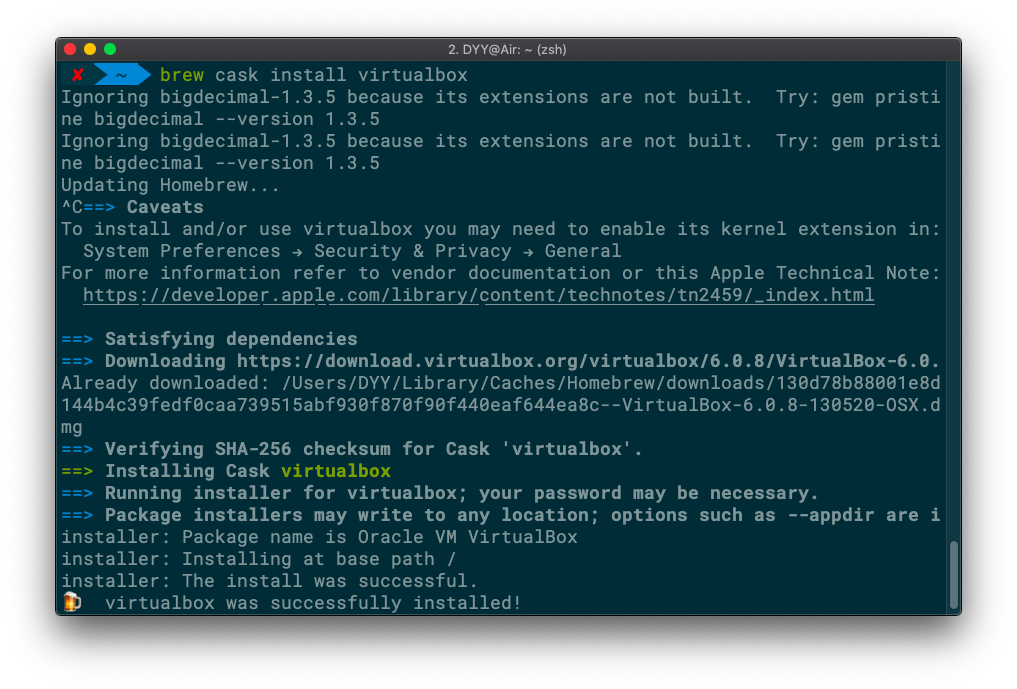 2. DYY@Air: ~ (zsh)
✘ ~ brew cask install virtualbox
Ignoring bigdecimal-1.3.5 because its extensions are not built.  Try: gem pristi
ne bigdecimal --version 1.3.5
Ignoring bigdecimal-1.3.5 because its extensions are not built.  Try: gem pristi
ne bigdecimal --version 1.3.5
Updating Homebrew...
^C==> Caveats
To install and/or use virtualbox you may need to enable its kernel extension in:
  System Preferences → Security & Privacy → General
For more information refer to vendor documentation or this Apple Technical Note:
  https://developer.apple.com/library/content/technotes/tn2459/_index.html
==> Satisfying dependencies
==> Downloading https://download.virtualbox.org/virtualbox/6.0.8/VirtualBox-6.0.
Already downloaded: /Users/DYY/Library/Caches/Homebrew/downloads/130d78b88001e8d
144b4c39fedf0caa739515abf930f870f90f440eaf644ea8c--VirtualBox-6.0.8-130520-OSX.d
mg
==> Verifying SHA-256 checksum for Cask 'virtualbox'.
==> Installing Cask virtualbox
==> Running installer for virtualbox; your password may be necessary.
==> Package installers may write to any location; options such as --appdir are i
installer: Package name is Oracle VM VirtualBox
installer: Installing at base path /
installer: The install was successful.
🍺  virtualbox was successfully installed!